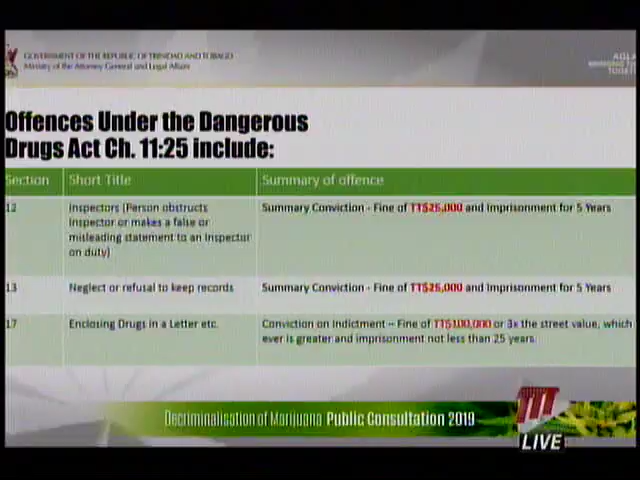 GOVERNMENT OF THE REPUBLIC OF TRINIDAD AND TOBAGO
Ministry of the Attorney General and Legal Affairs
AGLA
TOGETHER
Offences Under the Dangerous
Drugs Act Ch. 11:25 include:
Section Short Title Summary of offence
12 Inspectors (Person obstructs Summary Conviction - Fine of TT$25,000 and Imprisonment for 5 Years
Inspector or makes a false or
misleading statement to an Inspector
on duty)
13 Neglect or refusal to keep records Summary Conviction - Fine of TT$25,000 and Imprisonment for 5 Years
17 Enclosing Drugs in a Letter etc. Conviction on Indictment – Fine of TT$100,000 or 3x the street value, which
ever is greater and imprisonment not less than 25 years.
Decriminalisation of Marijuana Public Consultation 2019
LIVE